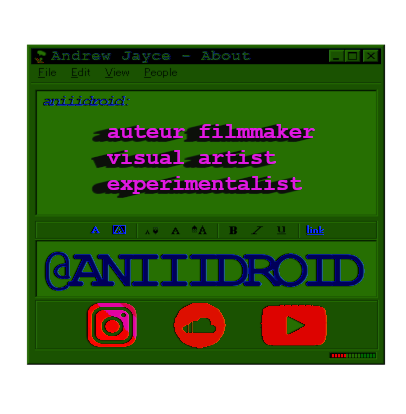 Andrew Jayce - About
File Edit View People
aniiidroid:
auteur filmmaker
visual artist
experimentalist
A A A A A B I U link
@ANIIIDROID